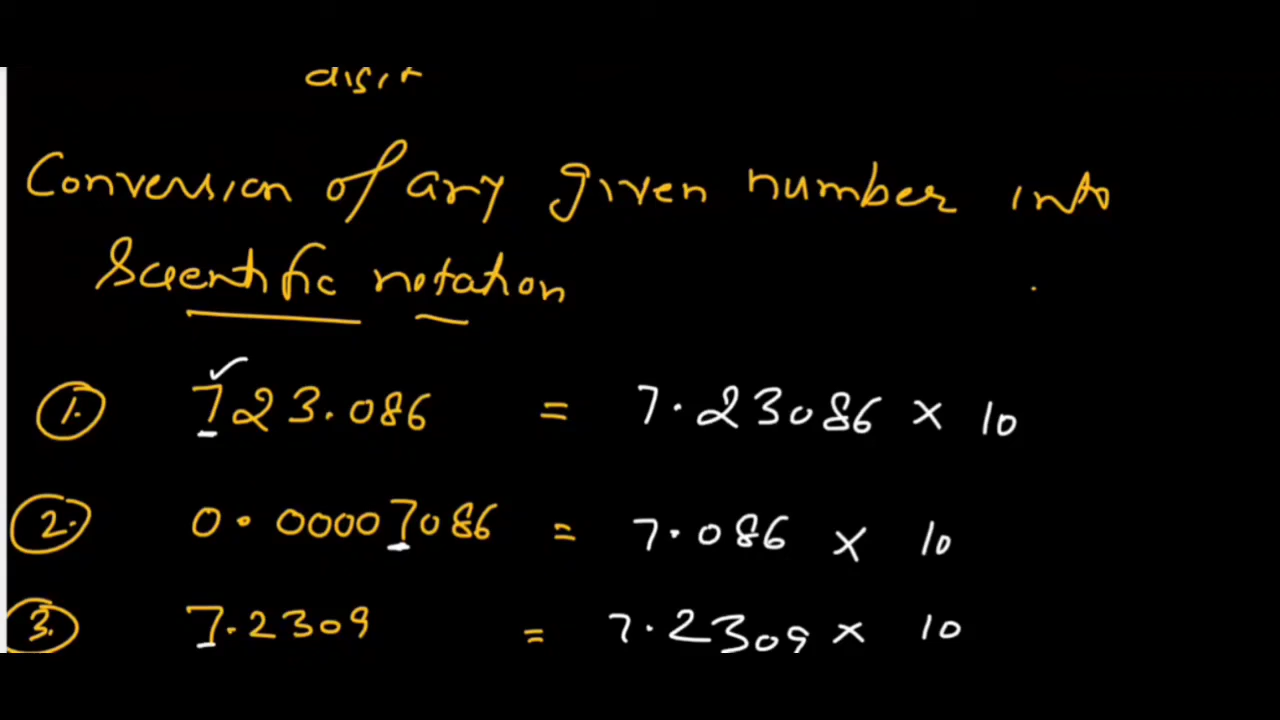 digit
Conversion of any given number into
Scientific notation
1. 723.086 = 7.23086 × 10
2. 0.00007086 = 7.086 × 10
3. 7.2309 = 7.2309 × 10